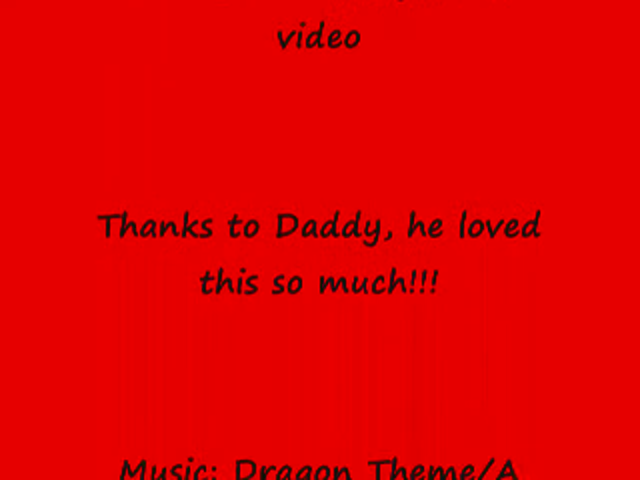 video
Thanks to Daddy, he loved
this so much!!!
Music: Dragon Theme/A